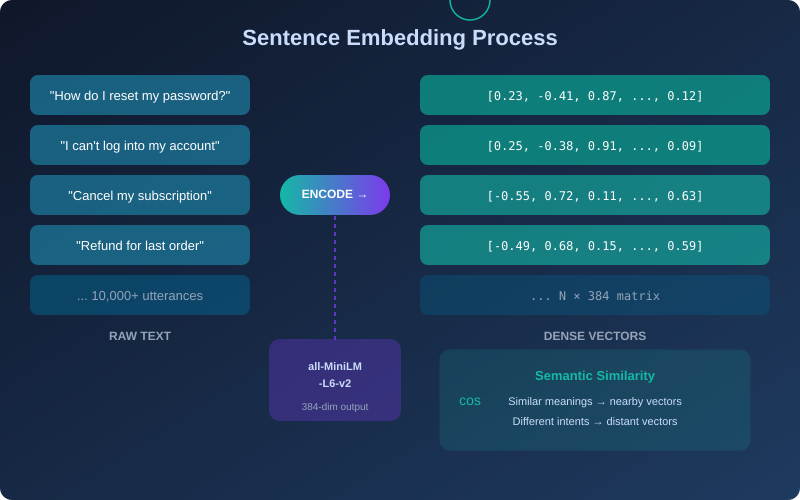 Sentence Embedding Process
"How do I reset my password?"
[0.23, -0.41, 0.87, ..., 0.12]
"I can't log into my account"
[0.25, -0.38, 0.91, ..., 0.09]
"Cancel my subscription"
ENCODE →
[-0.55, 0.72, 0.11, ..., 0.63]
"Refund for last order"
[-0.49, 0.68, 0.15, ..., 0.59]
... 10,000+ utterances
... N × 384 matrix
RAW TEXT
DENSE VECTORS
all-MiniLM
-L6-v2
384-dim output
Semantic Similarity
cos
Similar meanings → nearby vectors
Different intents → distant vectors